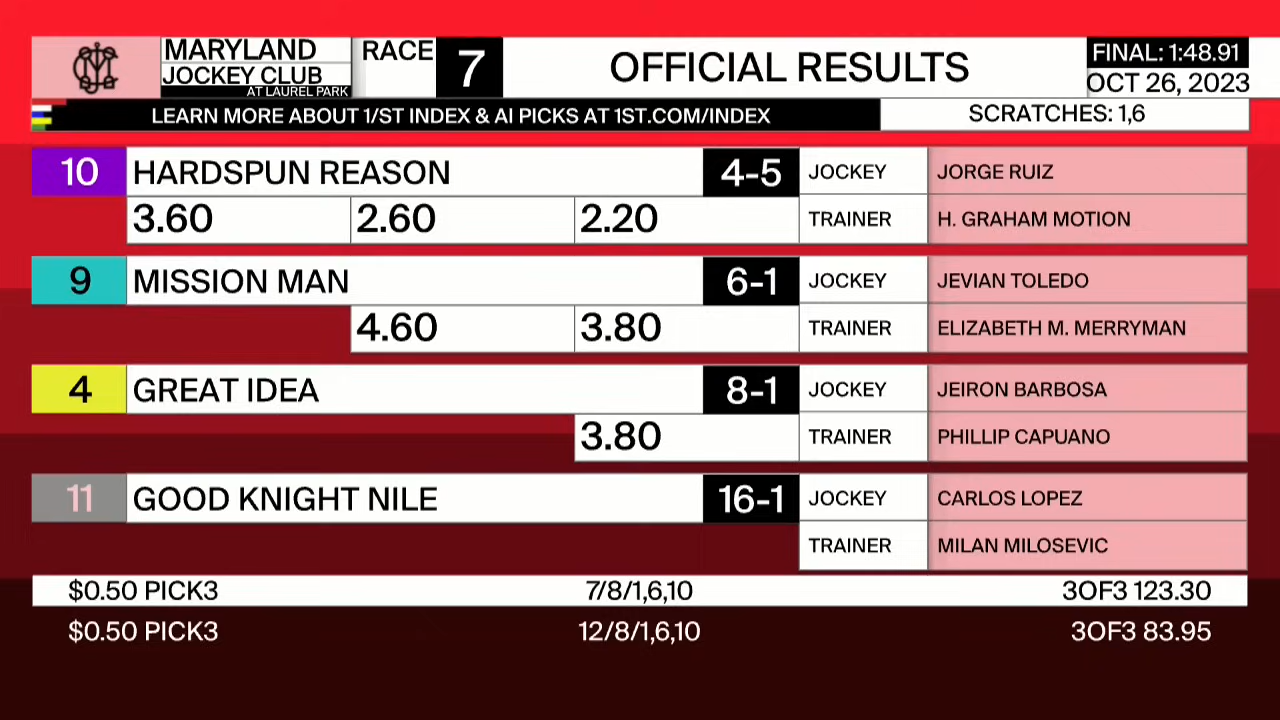 MARYLAND
JOCKEY CLUB
AT LAUREL PARK
RACE 7
OFFICIAL RESULTS
FINAL: 1:48.91
OCT 26, 2023
LEARN MORE ABOUT 1/ST INDEX & AI PICKS AT 1ST.COM/INDEX
SCRATCHES: 1,6
10 HARDSPUN REASON 4-5 JOCKEY JORGE RUIZ
3.60 2.60 2.20 TRAINER H. GRAHAM MOTION
9 MISSION MAN 6-1 JOCKEY JEVIAN TOLEDO
4.60 3.80 TRAINER ELIZABETH M. MERRYMAN
4 GREAT IDEA 8-1 JOCKEY JEIRON BARBOSA
3.80 TRAINER PHILLIP CAPUANO
11 GOOD KNIGHT NILE 16-1 JOCKEY CARLOS LOPEZ
TRAINER MILAN MILOSEVIC
$0.50 PICK3 7/8/1,6,10 3OF3 123.30
$0.50 PICK3 12/8/1,6,10 3OF3 83.95